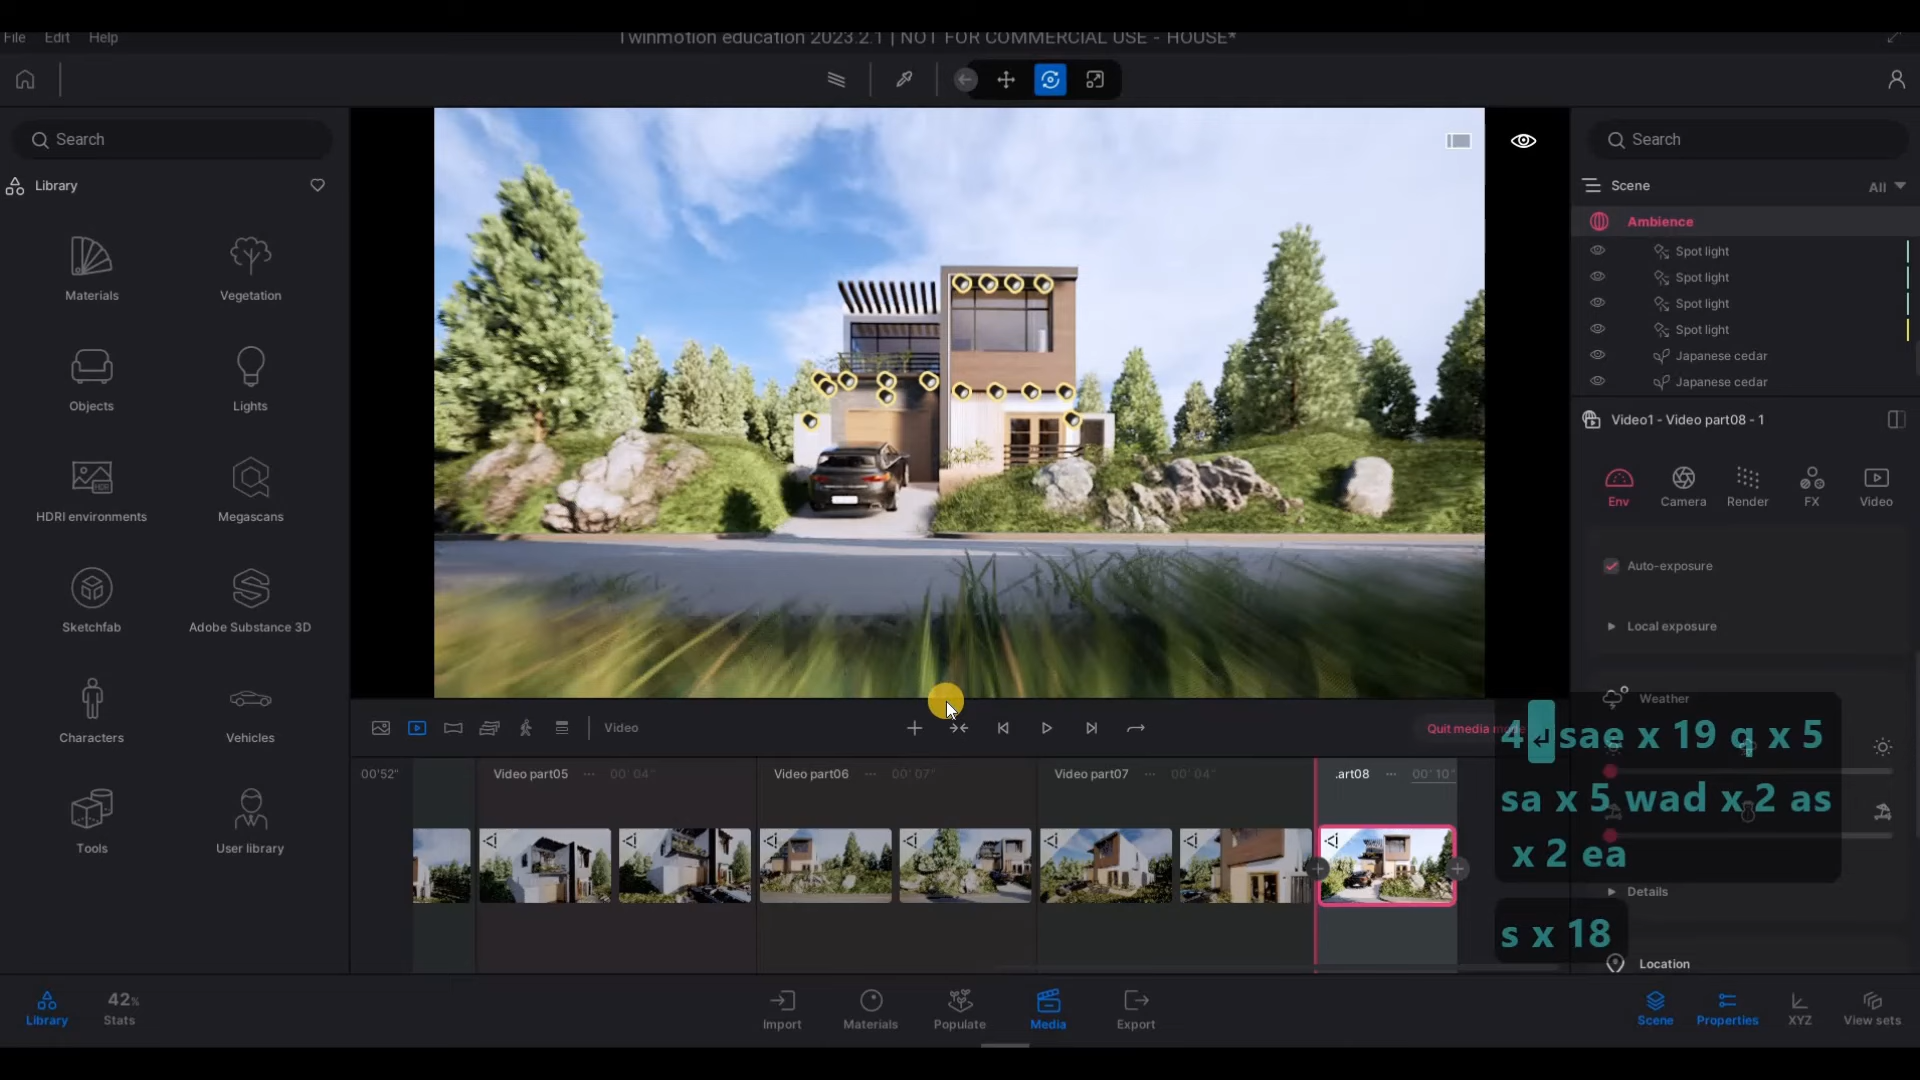 File Edit Help
Twinmotion education 2023.2.1 | NOT FOR COMMERCIAL USE - HOUSE*
Search
Library
Materials
Vegetation
Objects
Lights
HDRI environments
Megascans
Sketchfab
Adobe Substance 3D
Characters
Vehicles
Tools
User library
Search
Scene
All
Ambience
Spot light
Spot light
Spot light
Spot light
Japanese cedar
Japanese cedar
Video1 - Video part08 - 1
Env
Camera
Render
FX
Video
Auto-exposure
Local exposure
Weather
Details
Location
4 ↵ sae x 19 q x 5
sa x 5 wad x 2 as
x 2 ea
s x 18
Video
Quit media mo
00'52"
Video part05 ... 00' 04"
Video part06 ... 00' 07"
Video part07 ... 00' 04"
.art08 ... 00' 10"
Library
42%
Stats
Import
Materials
Populate
Media
Export
Scene
Properties
XYZ
View sets